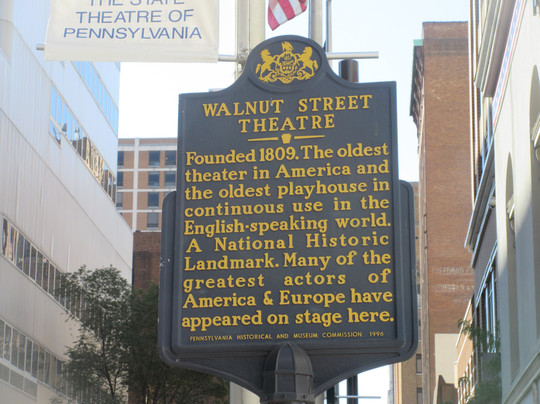 THE STATE
THEATRE OF
PENNSYLVANIA
WALNUT STREET
THEATRE
Founded 1809. The oldest
theater in America and
the oldest playhouse in
continuous use in the
English-speaking world.
A National Historic
Landmark. Many of the
greatest actors of
America & Europe have
appeared on stage here.
PENNSYLVANIA HISTORICAL AND MUSEUM COMMISSION 1996